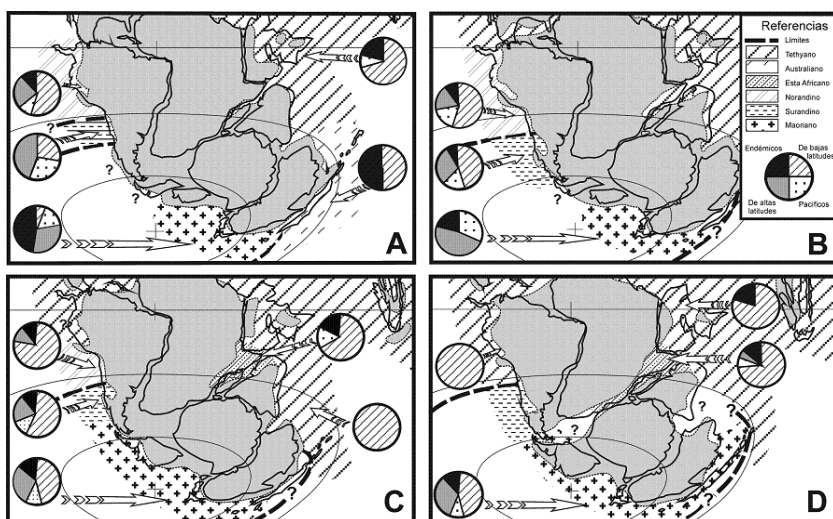 A
?
?
?
?
B
?
?
?
Referencias
Límites
Tethyano
Australiano
Esta Africano
Norandino
Surandino
Maoriano
Endémicos
De bajas
latitudes
De altas
latitudes
Pacíficos
C
?
?
?
D
?
?
?
?